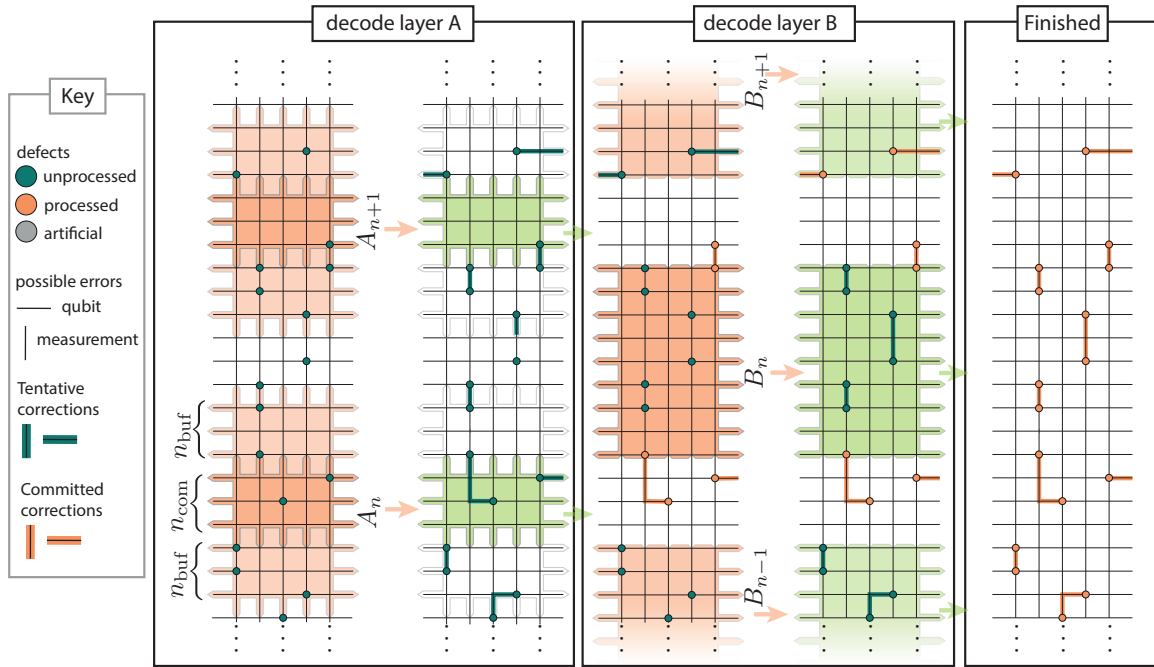 decode layer A
decode layer B
Finished
Key
defects
unprocessed
processed
artificial
possible errors
qubit
measurement
Tentative
corrections
Committed
corrections
n_buf
n_com
n_buf
A_{n+1}
A_n
B_{n+1}
B_n
B_{n-1}